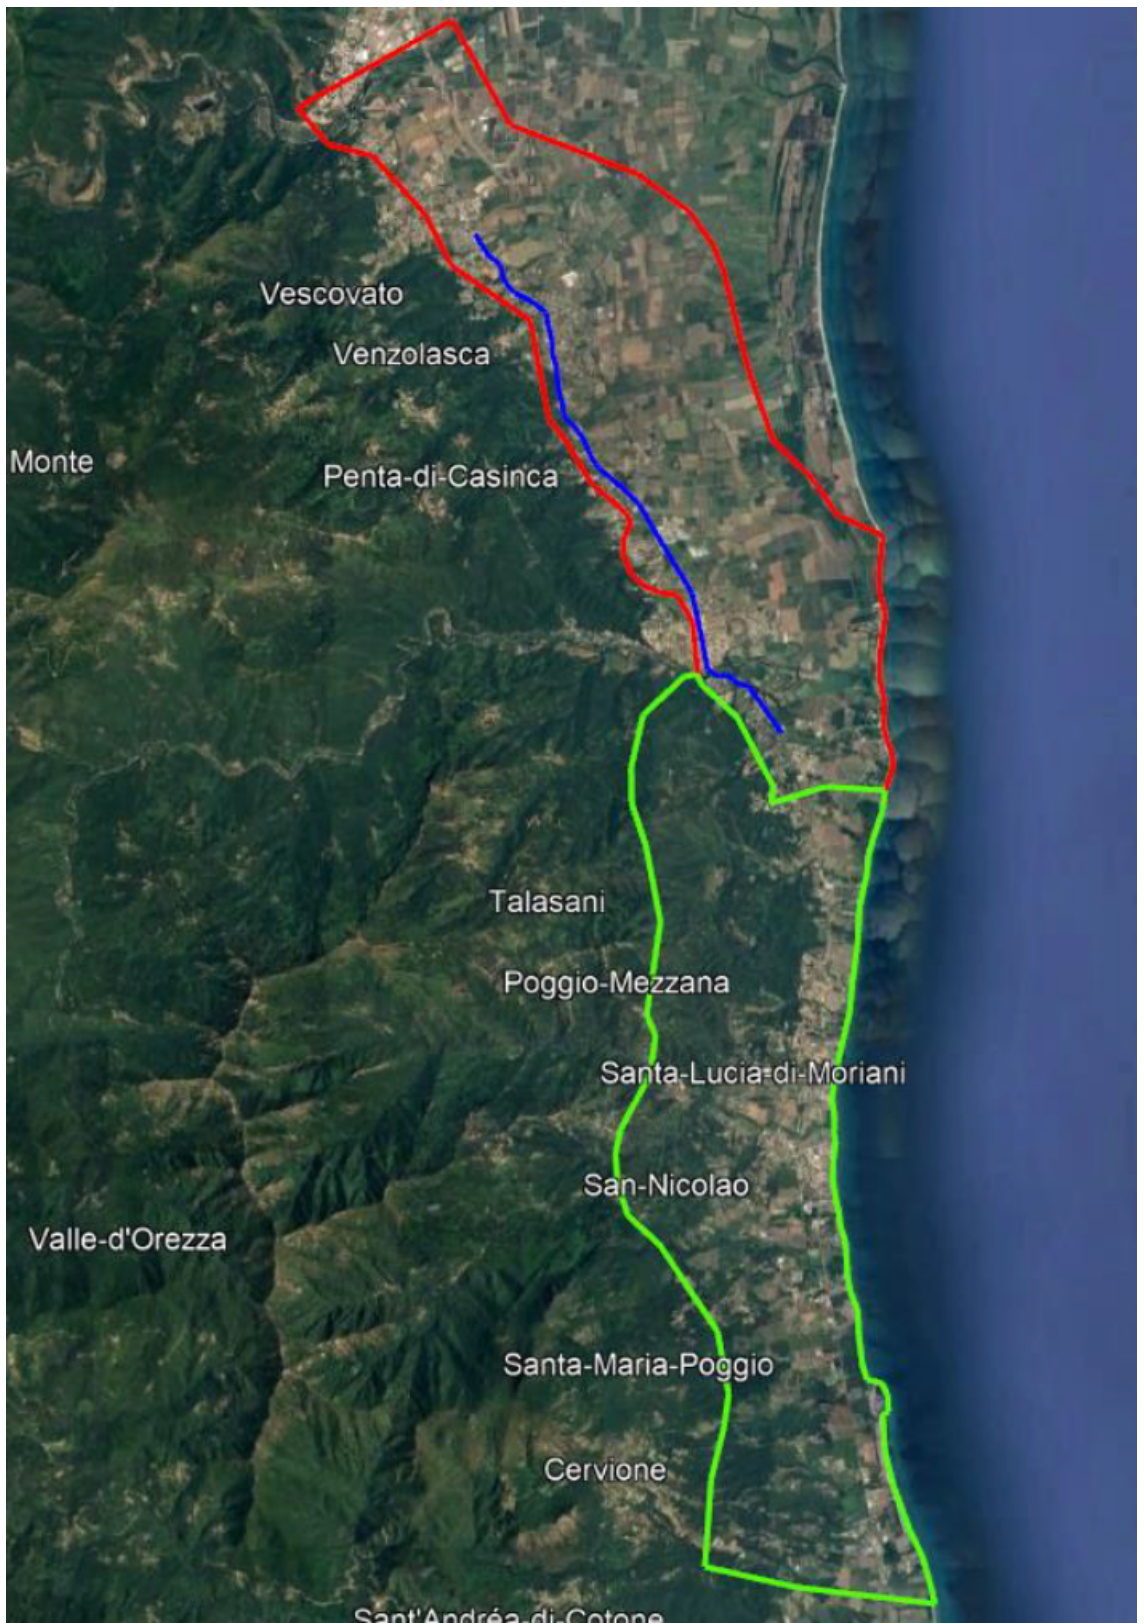 Vescovato
Venzolasca
Monte
Penta-di-Casinca
Talasani
Poggio-Mezzana
Santa-Lucia-di-Moriani
San-Nicolao
Valle-d'Orezza
Santa-Maria-Poggio
Cervione
Sant'Andréa-di-Cotone